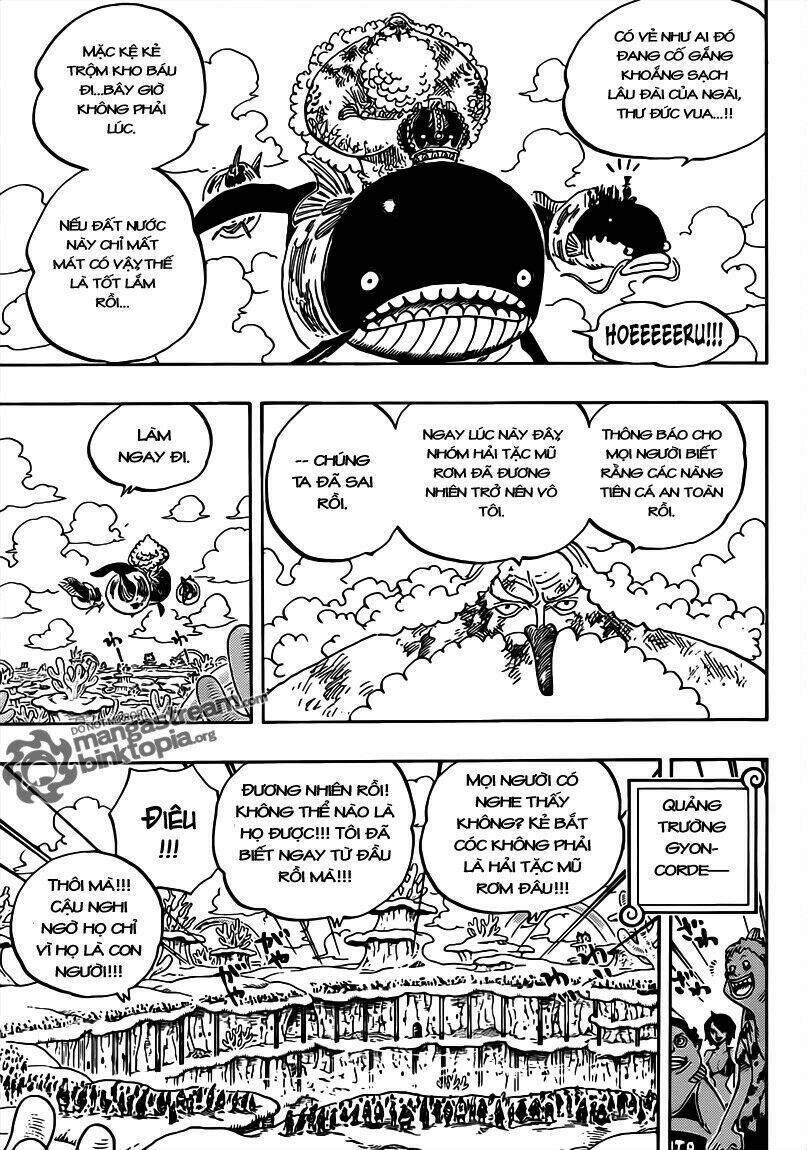 CÓ VẺ NHƯ AI ĐÓ
ĐANG CỐ GẮNG
KHOẮNG SẠCH
LÂU ĐÀI CỦA NGÀI,
THƯ ĐỨC VUA...!!
MẶC KỆ KẺ
TRỘM KHO BÁU
ĐI...BÂY GIỜ
KHÔNG PHẢI
LÚC.
NẾU ĐẤT NƯỚC
NÀY CHỈ MẤT
MÁT CÓ VẬY, THẾ
LÀ TỐT LẮM
RỒI...
HOEEEEEERU!!!
THÔNG BÁO CHO
MỌI NGƯỜI BIẾT
RẰNG CÁC NÀNG
TIÊN CÁ AN TOÀN
RỒI.
NGAY LÚC NÀY ĐÂY,
NHÓM HẢI TẶC MŨ
RƠM ĐÃ ĐƯƠNG
NHIÊN TRỞ NÊN VÔ
TỘI.
-- CHÚNG
TA ĐÃ SAI
RỒI.
LÀM
NGAY ĐI.
わ
わ
DO NOT MIRROR
mangastream.com
binktopia.org
QUẢNG
TRƯỜNG
GYON-
CORDE—
MỌI NGƯỜI CÓ
NGHE THẤY
KHÔNG? KẺ BẮT
CÓC KHÔNG PHẢI
LÀ HẢI TẶC MŨ
RƠM ĐÂU!!!
ĐƯƠNG NHIÊN RỒI!
KHÔNG THỂ NÀO LÀ
HỌ ĐƯỢC!!! TÔI ĐÃ
BIẾT NGAY TỪ ĐẦU
RỒI MÀ!!!
ĐIÊU
!!!
THÔI MÀ!!!
CẬU NGHI
NGỜ HỌ CHỈ
VÌ HỌ LÀ CON
NGƯỜI!!!